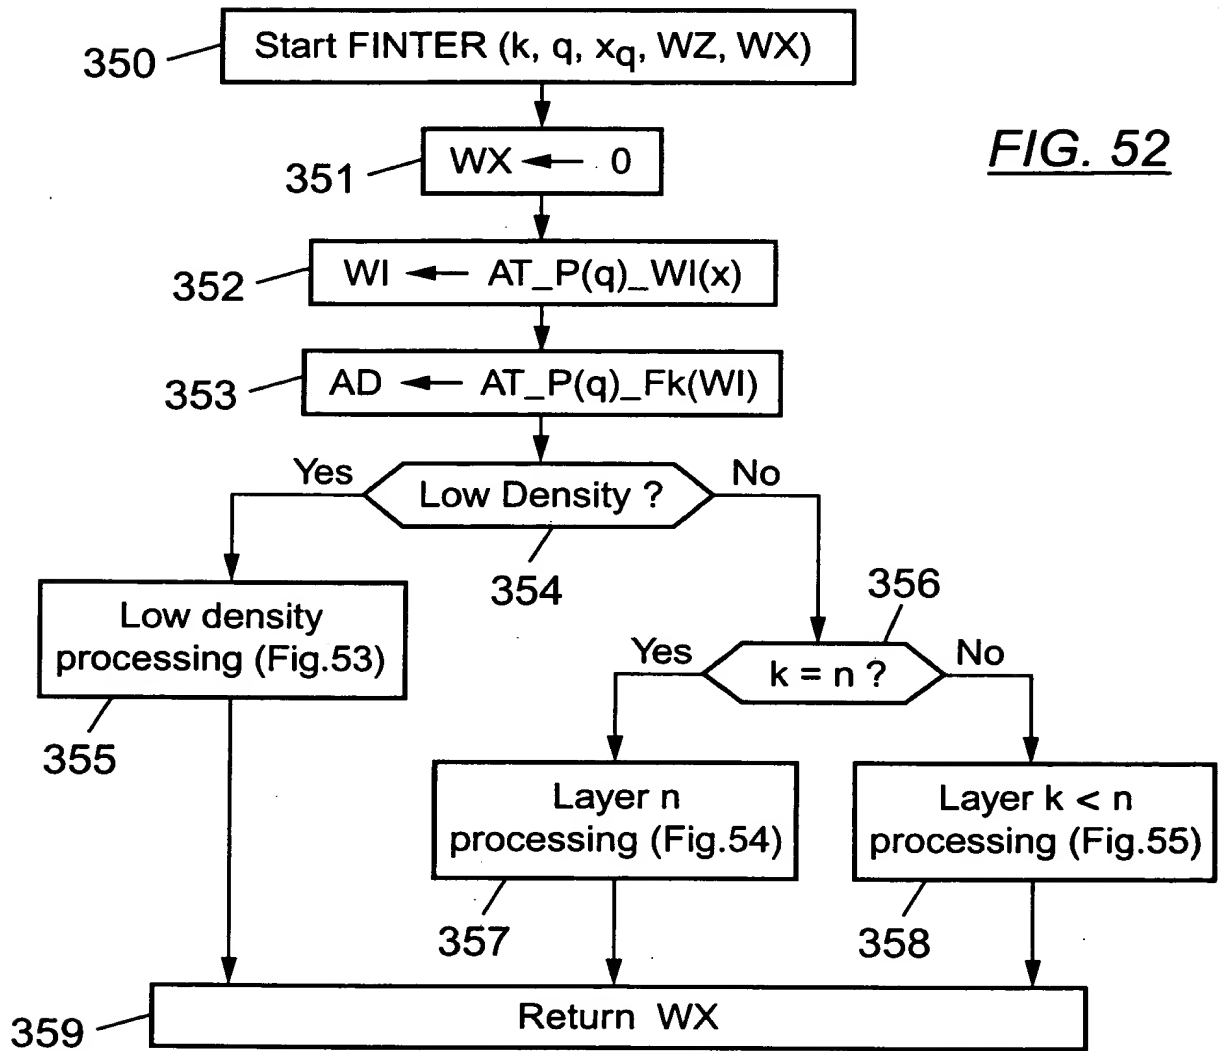 350
Start FINTER (k, q, xq, WZ, WX)
FIG. 52
351
WX ← 0
352
WI ← AT_P(q)_WI(x)
353
AD ← AT_P(q)_Fk(WI)
Yes
Low Density ?
No
354
356
Low density
processing (Fig.53)
355
Yes
k = n ?
No
Layer n
processing (Fig.54)
357
Layer k < n
processing (Fig.55)
358
359
Return WX